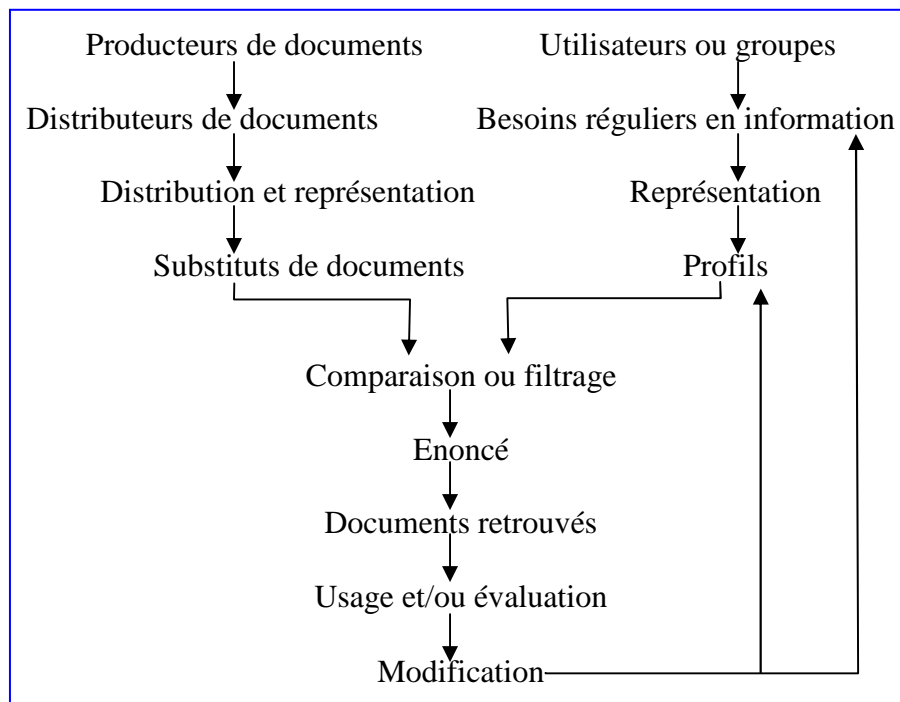 Producteurs de documents
Utilisateurs ou groupes
Distributeurs de documents
Besoins réguliers en information
Distribution et représentation
Représentation
Substituts de documents
Profils
Comparaison ou filtrage
Enoncé
Documents retrouvés
Usage et/ou évaluation
Modification